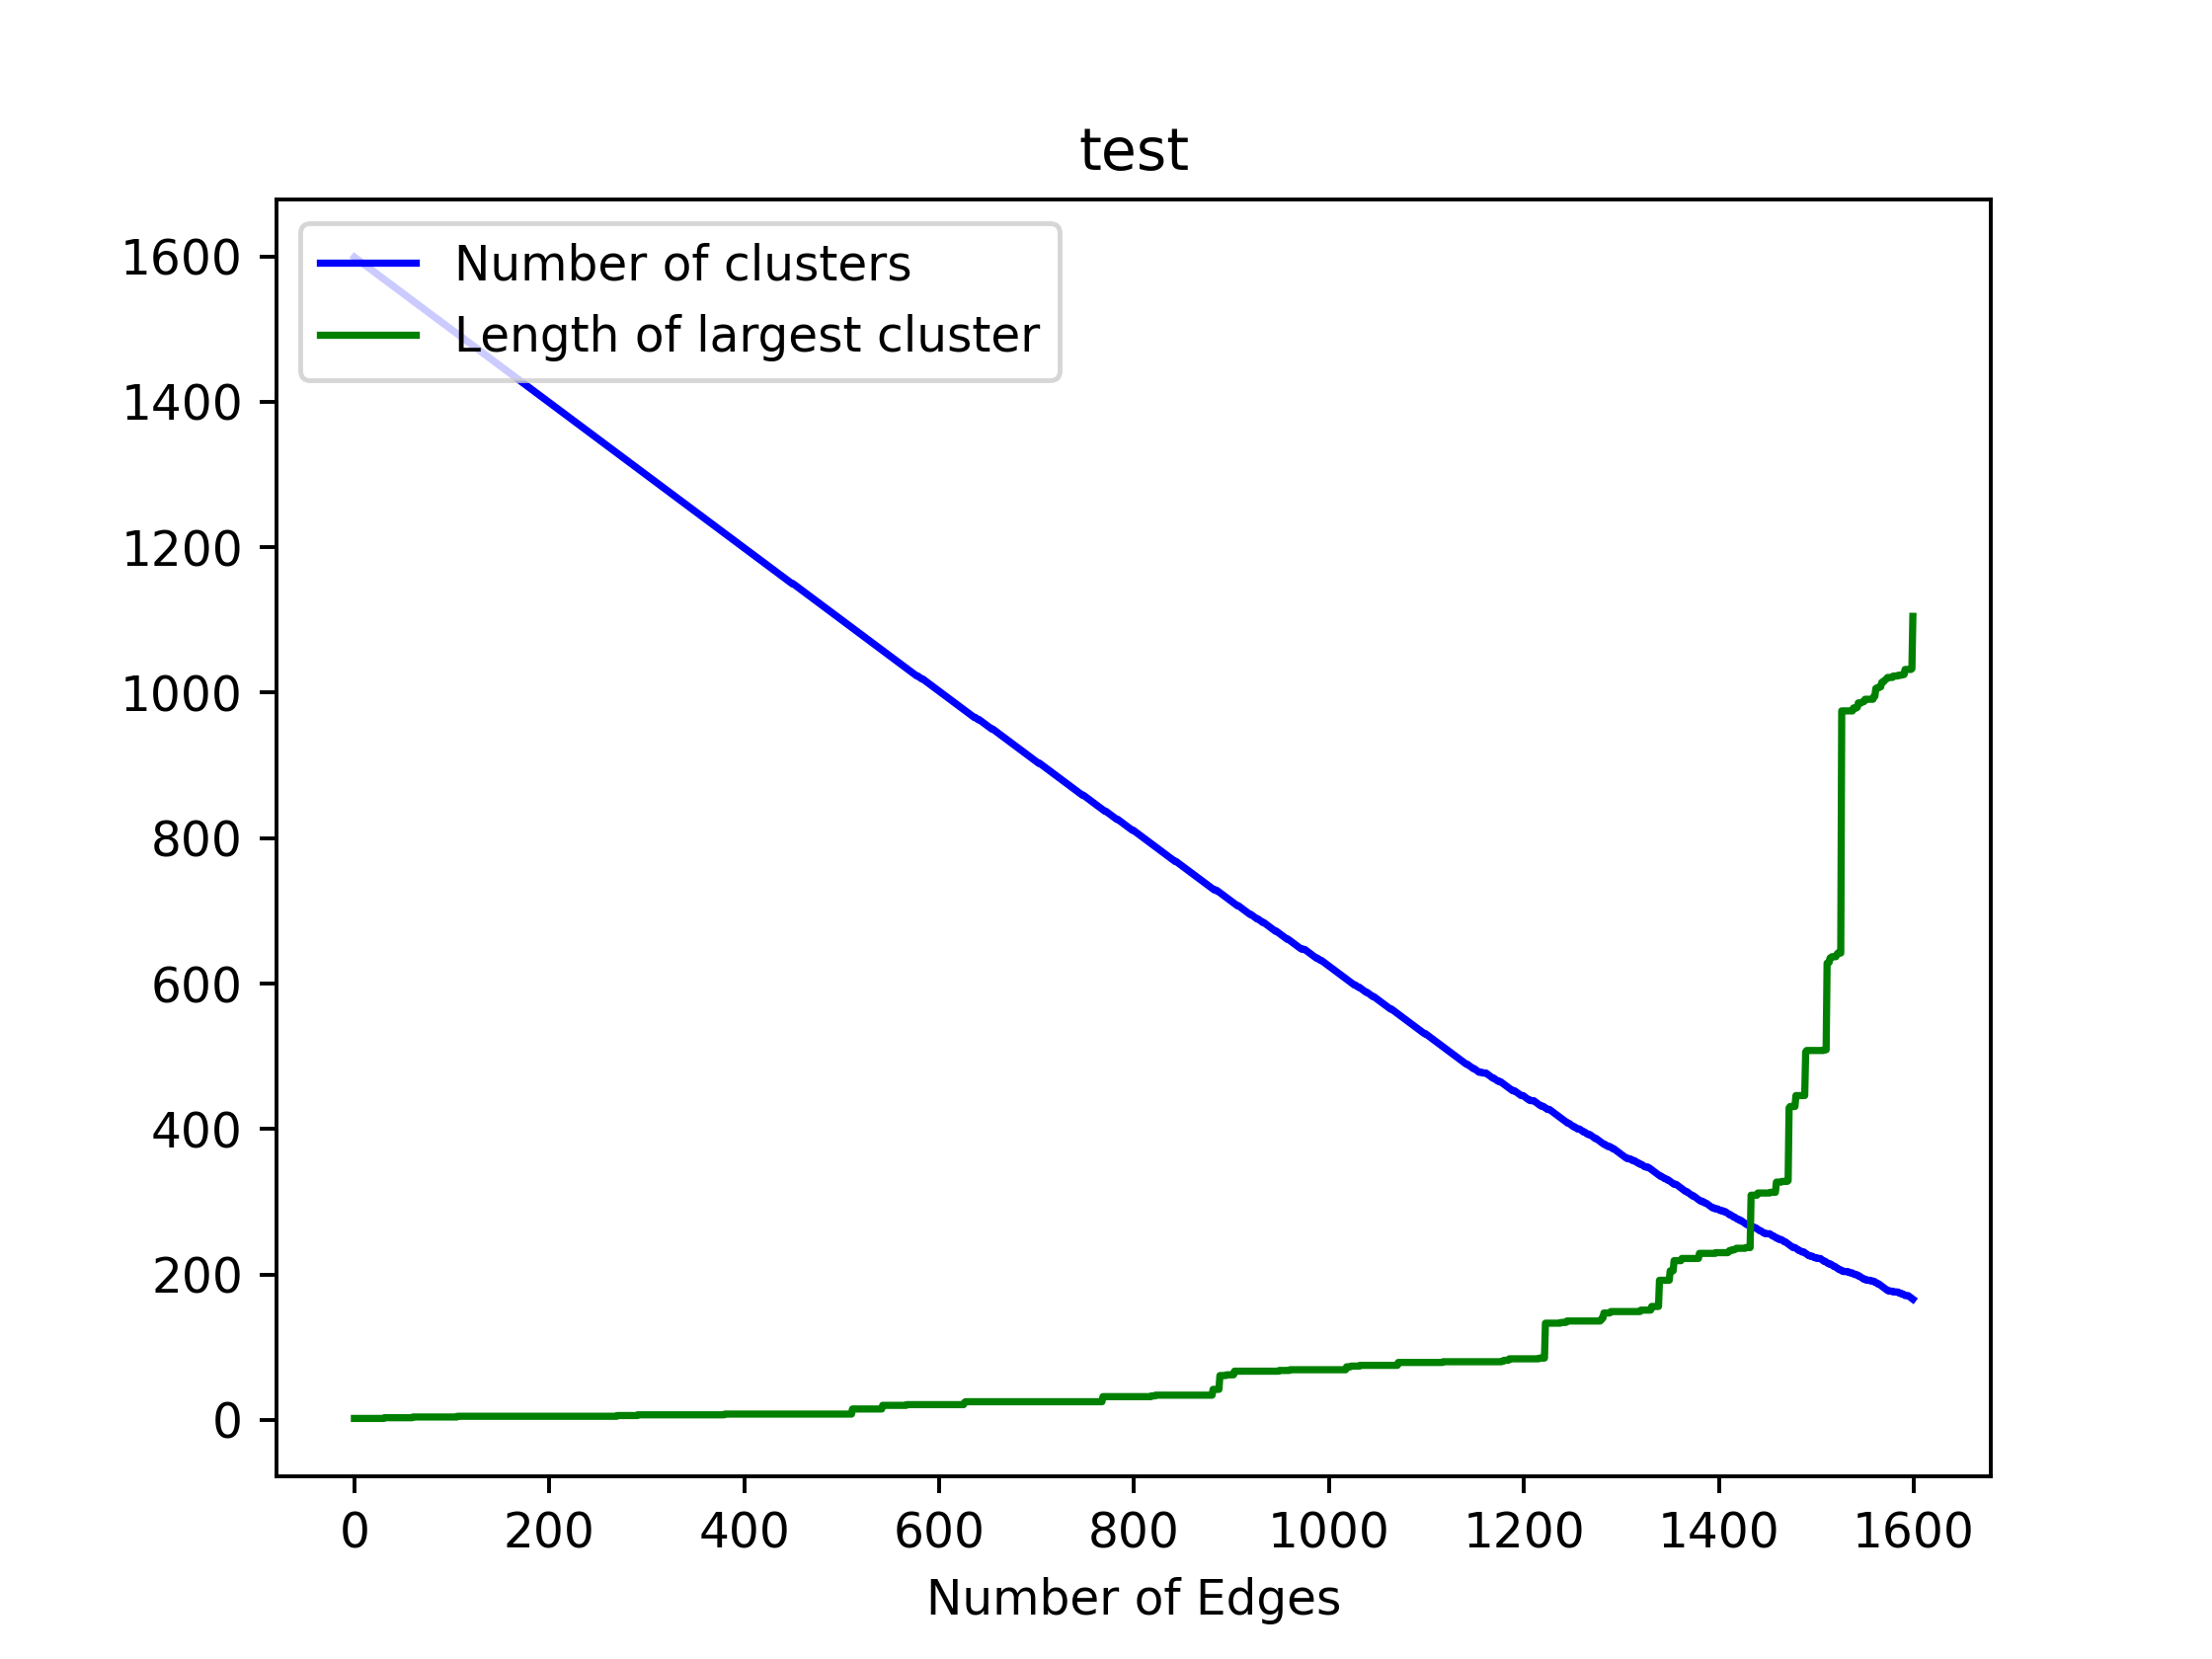 test
Number of clusters
Length of largest cluster
1600
1400
1200
1000
800
600
400
200
0
0 200 400 600 800 1000 1200 1400 1600
Number of Edges